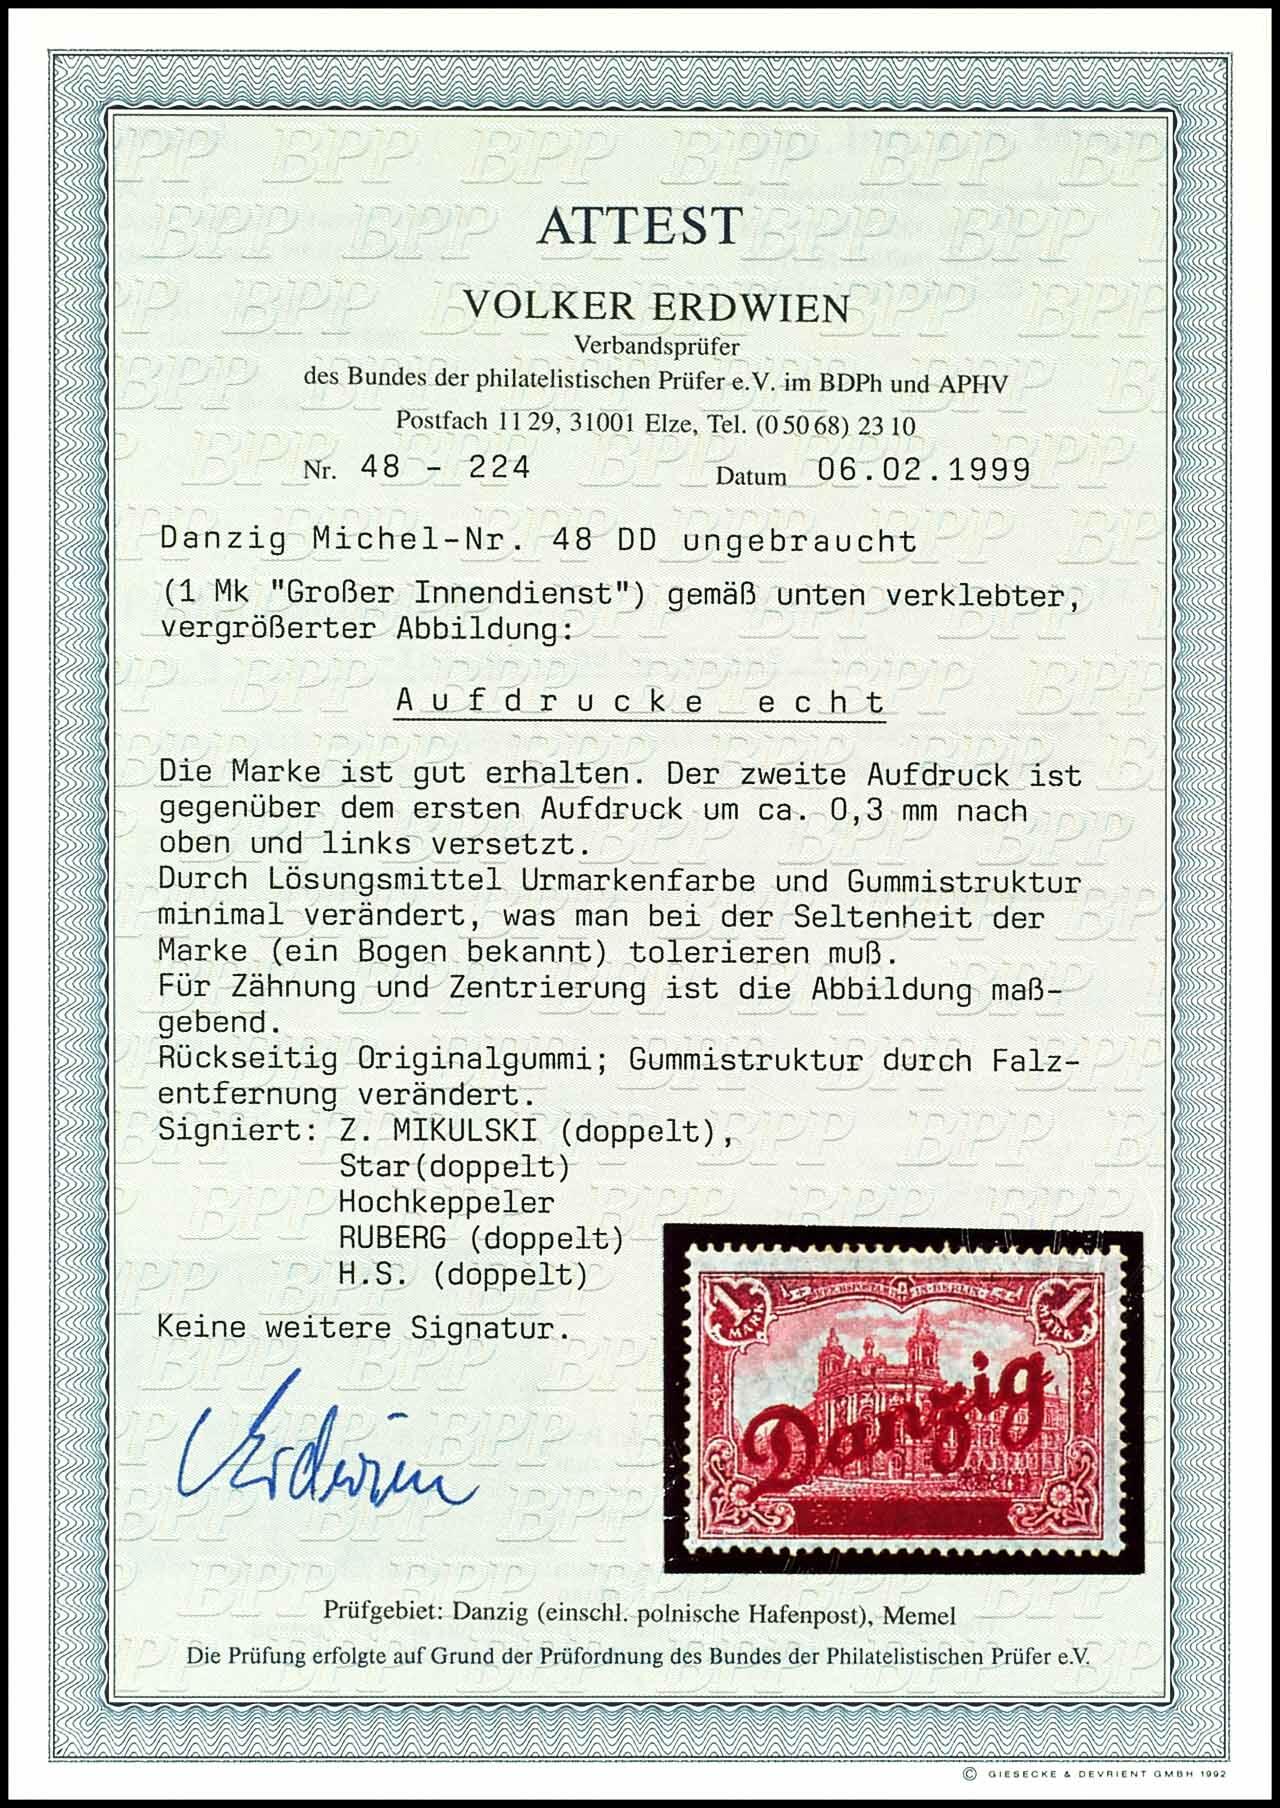 ATTEST
VOLKER ERDWIEN
Verbandsprüfer
des Bundes der philatelistischen Prüfer e.V. im BDPh und APHV
Postfach 11 29, 31001 Elze, Tel. (0 50 68) 23 10
Nr. 48 - 224 Datum 06.02.1999
Danzig Michel-Nr. 48 DD ungebraucht
(1 Mk "Großer Innendienst") gemäß unten verklebter,
vergrößerter Abbildung:
Aufdrucke echt
Die Marke ist gut erhalten. Der zweite Aufdruck ist
gegenüber dem ersten Aufdruck um ca. 0,3 mm nach
oben und links versetzt.
Durch Lösungsmittel Urmarkenfarbe und Gummistruktur
minimal verändert, was man bei der Seltenheit der
Marke (ein Bogen bekannt) tolerieren muß.
Für Zähnung und Zentrierung ist die Abbildung maß-
gebend.
Rückseitig Originalgummi; Gummistruktur durch Falz-
entfernung verändert.
Signiert: Z. MIKULSKI (doppelt),
Star(doppelt)
Hochkeppeler
RUBERG (doppelt)
H.S. (doppelt)
Keine weitere Signatur.
Erdwien
1 MARK 1 MARK
Danzig
Prüfgebiet: Danzig (einschl. polnische Hafenpost), Memel
Die Prüfung erfolgte auf Grund der Prüfordnung des Bundes der Philatelistischen Prüfer e.V.
© GIESECKE & DEVRIENT GMBH 1992